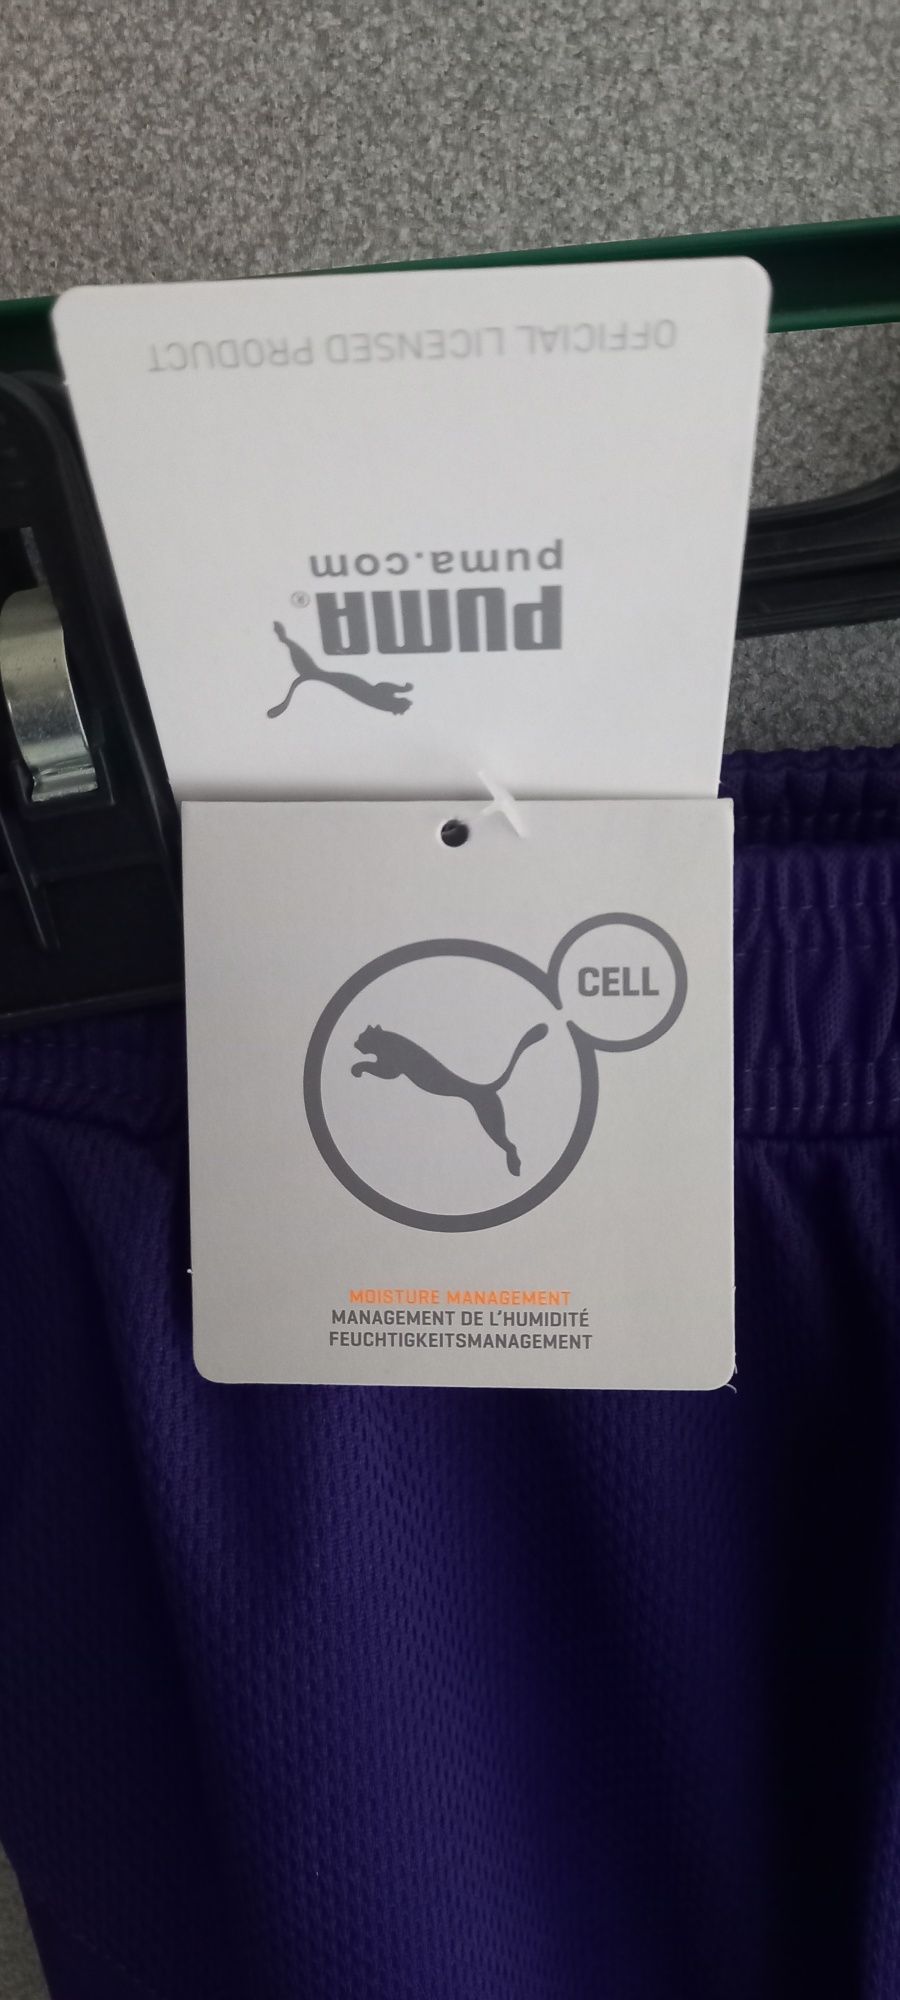 OFFICIAL LICENSED PRODUCT
puma.com
PUMA®
CELL
MOISTURE MANAGEMENT
MANAGEMENT DE L'HUMIDITÉ
FEUCHTIGKEITSMANAGEMENT